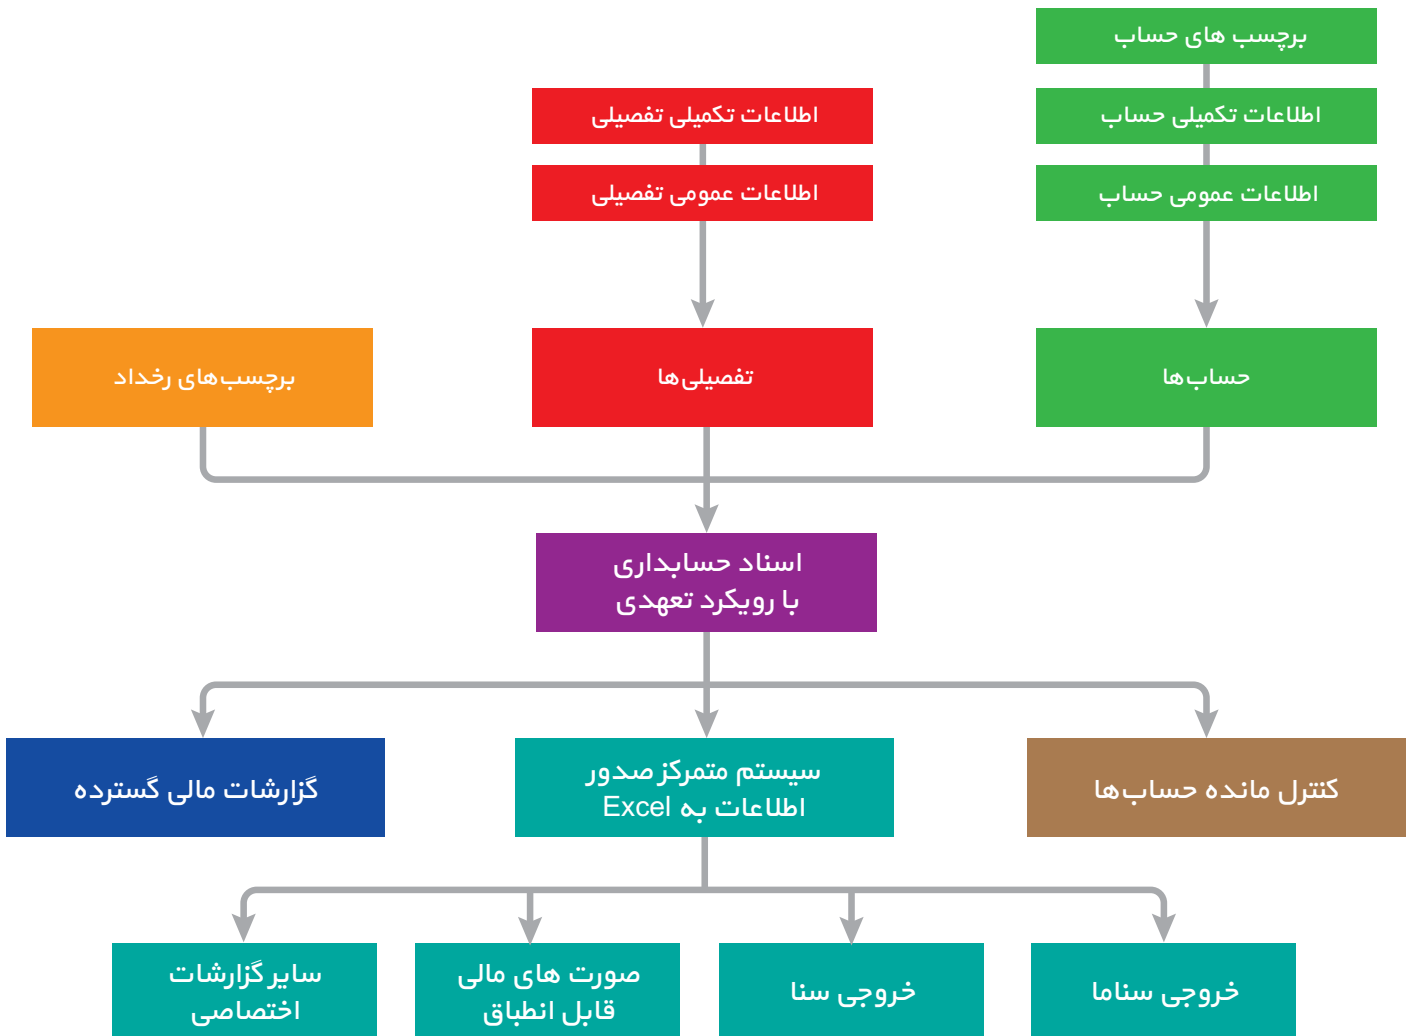 برچسب های حساب
اطلاعات تکمیلی حساب
اطلاعات تکمیلی تفصیلی
اطلاعات عمومی حساب
اطلاعات عمومی تفصیلی
حساب‌ها
تفصیلی‌ها
برچسب‌های رخداد
اسناد حسابداری
با رویکرد تعهدی
کنترل مانده حساب‌ها
سیستم متمرکز صدور
اطلاعات به Excel
گزارشات مالی گسترده
خروجی سناما
خروجی سنا
صورت های مالی
قابل انطباق
سایر گزارشات
اختصاصی